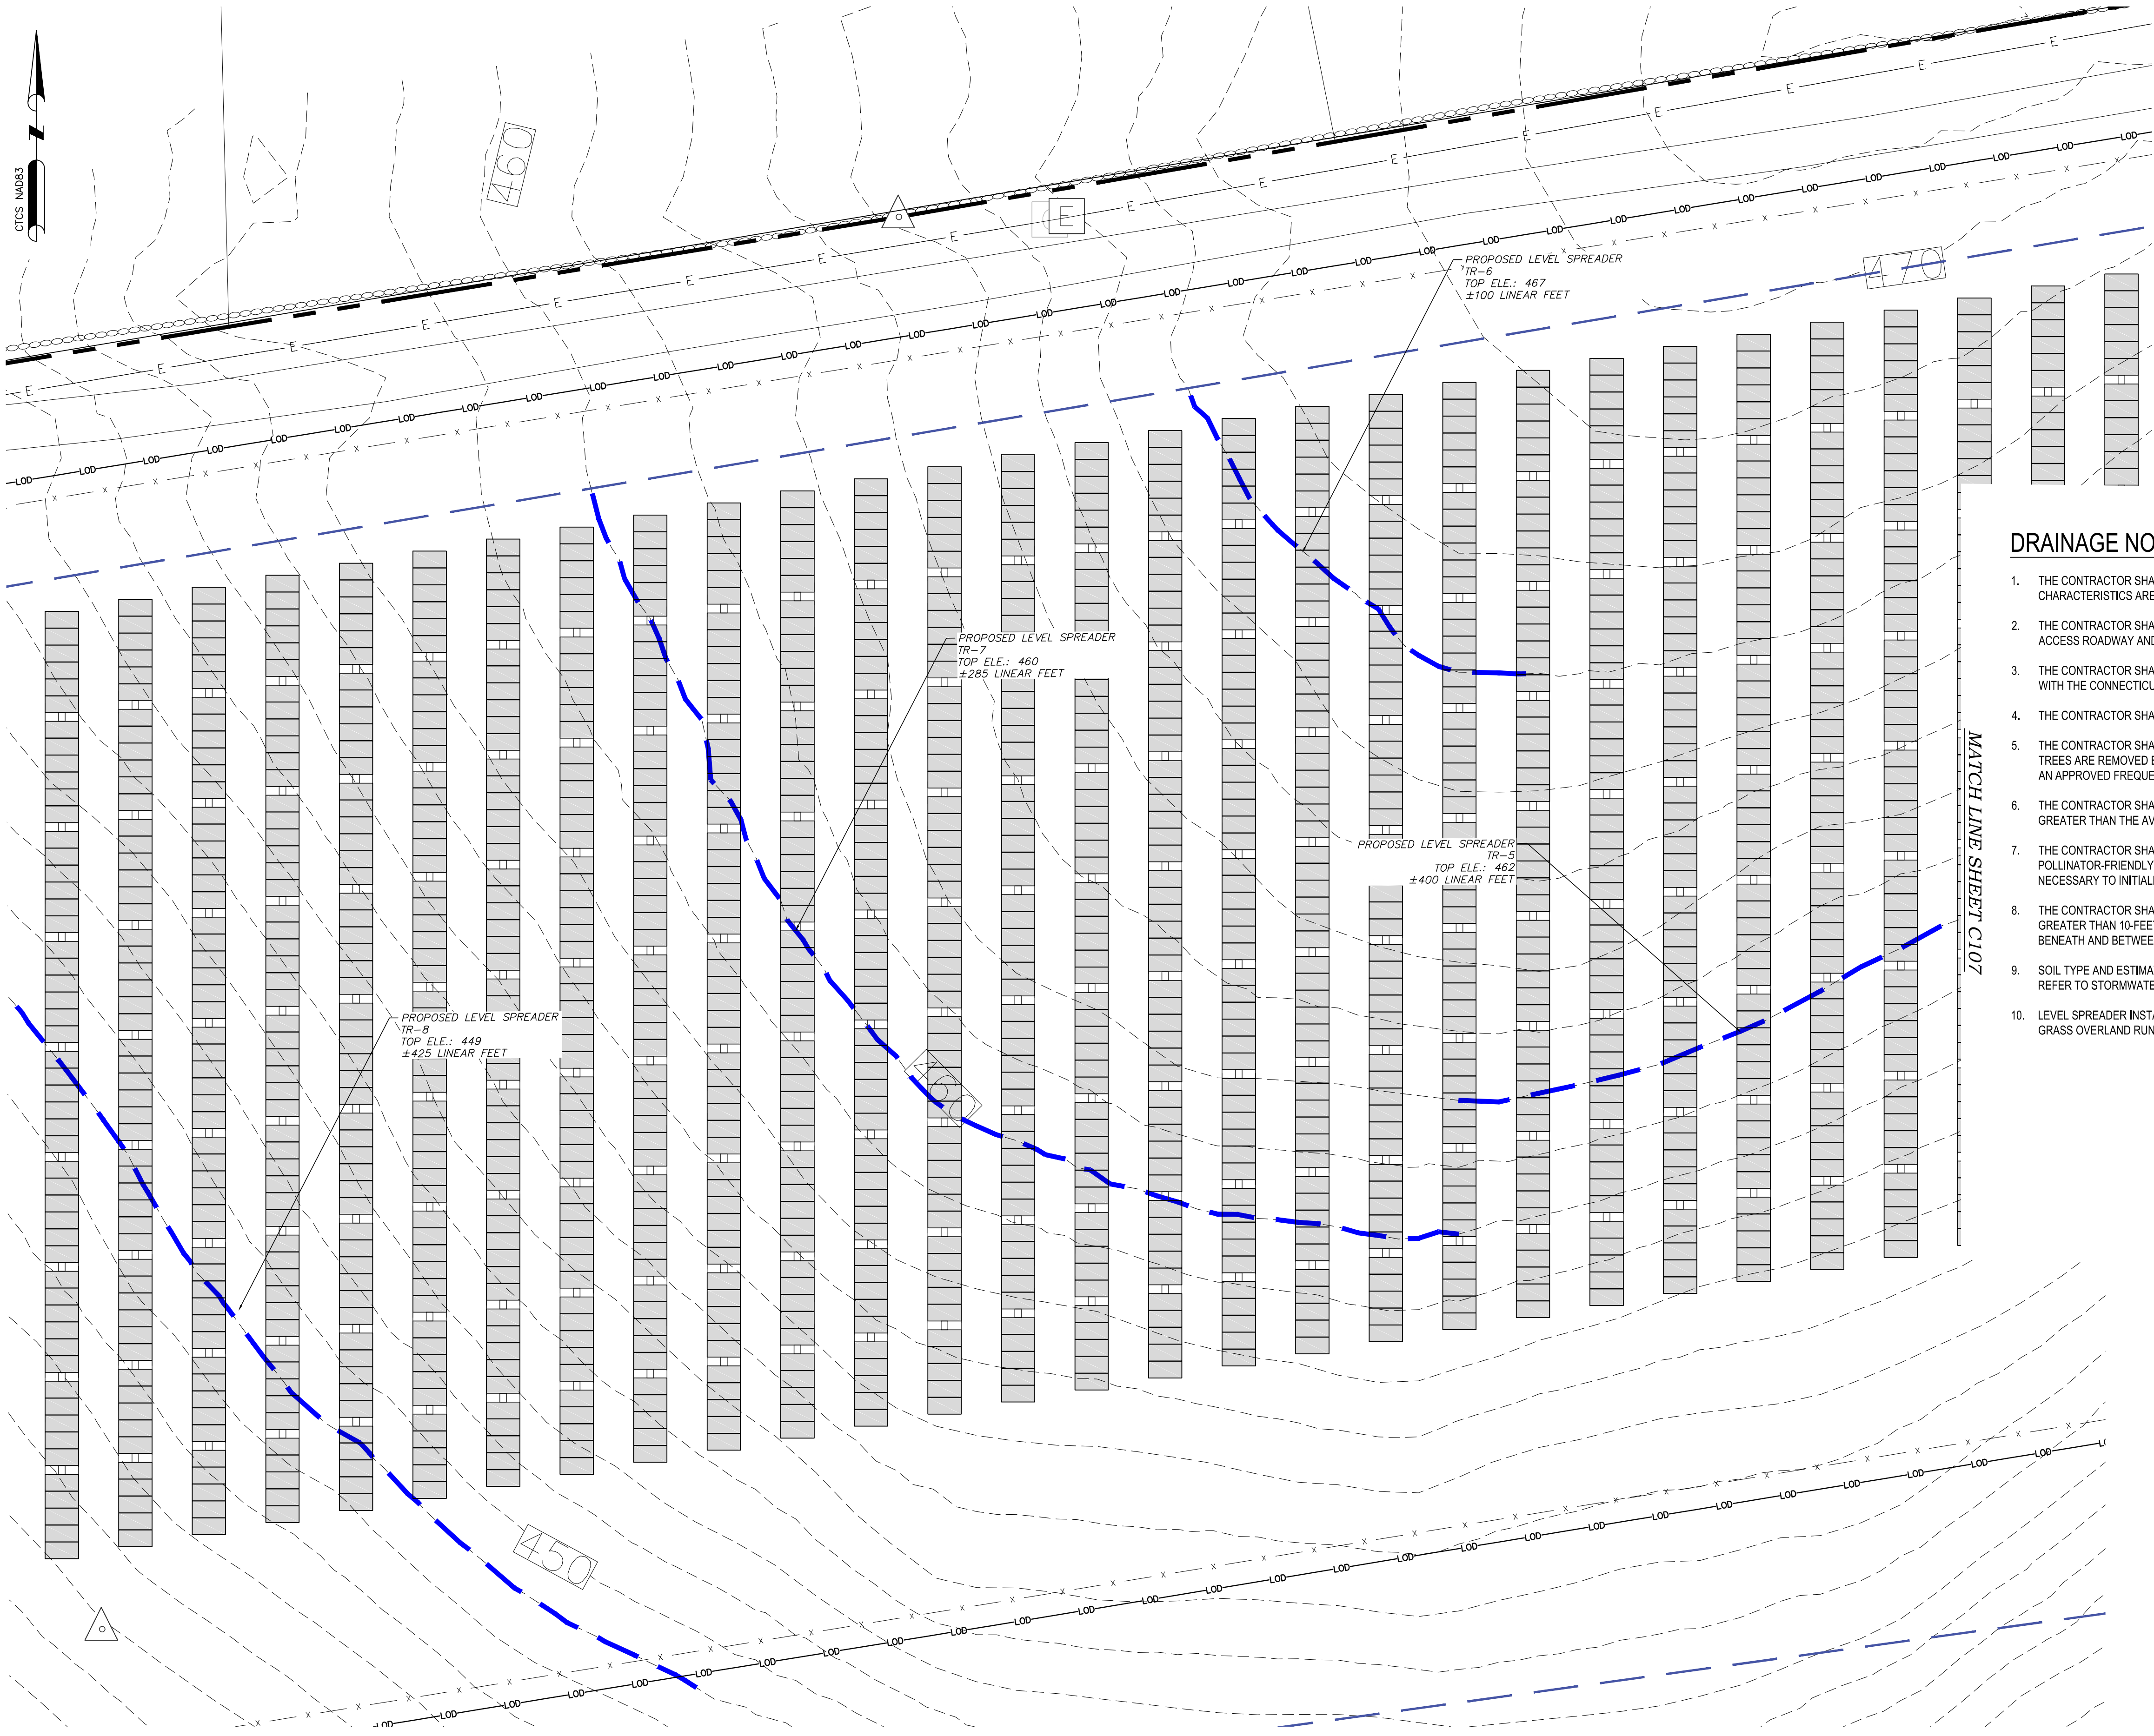 CTCS NAD83
N
460
E
470
PROPOSED LEVEL SPREADER
TR-6
TOP ELE.: 467
±100 LINEAR FEET
PROPOSED LEVEL SPREADER
TR-7
TOP ELE.: 460
±285 LINEAR FEET
PROPOSED LEVEL SPREADER
TR-5
TOP ELE.: 462
±400 LINEAR FEET
PROPOSED LEVEL SPREADER
TR-8
TOP ELE.: 449
±425 LINEAR FEET
460
450
E
LOD
X
MATCH LINE SHEET C107
DRAINAGE NO
1. THE CONTRACTOR SHA
CHARACTERISTICS ARE
2. THE CONTRACTOR SHA
ACCESS ROADWAY AND
3. THE CONTRACTOR SHA
WITH THE CONNECTICU
4. THE CONTRACTOR SHA
5. THE CONTRACTOR SHA
TREES ARE REMOVED
AN APPROVED FREQUE
6. THE CONTRACTOR SHA
GREATER THAN THE AV
7. THE CONTRACTOR SHA
POLLINATOR-FRIENDLY
NECESSARY TO INITIAL
8. THE CONTRACTOR SHA
GREATER THAN 10-FEE
BENEATH AND BETWEE
9. SOIL TYPE AND ESTIMA
REFER TO STORMWATE
10. LEVEL SPREADER INSTA
GRASS OVERLAND RUN